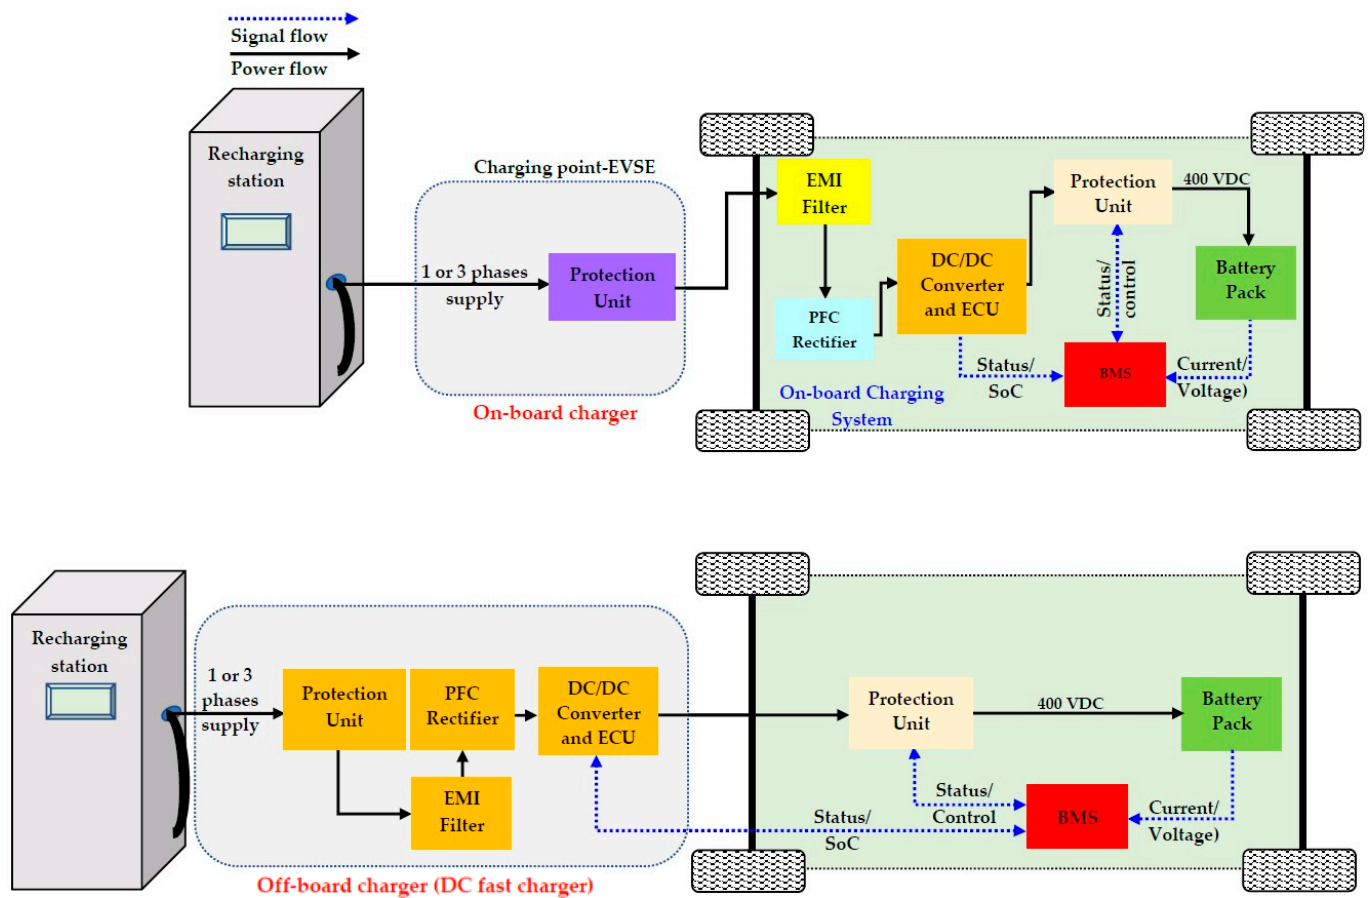 Signal flow
Power flow
Recharging
station
Charging point-EVSE
1 or 3 phases
supply
Protection
Unit
On-board charger
EMI
Filter
PFC
Rectifier
DC/DC
Converter
and ECU
Protection
Unit
400 VDC
Battery
Pack
Status/
control
Status/
SoC
BMS
Current/
Voltage)
On-board Charging
System
Recharging
station
1 or 3
phases
supply
Protection
Unit
PFC
Rectifier
EMI
Filter
DC/DC
Converter
and ECU
Off-board charger (DC fast charger)
Protection
Unit
400 VDC
Battery
Pack
Status/
Control
Status/
SoC
BMS
Current/
Voltage)